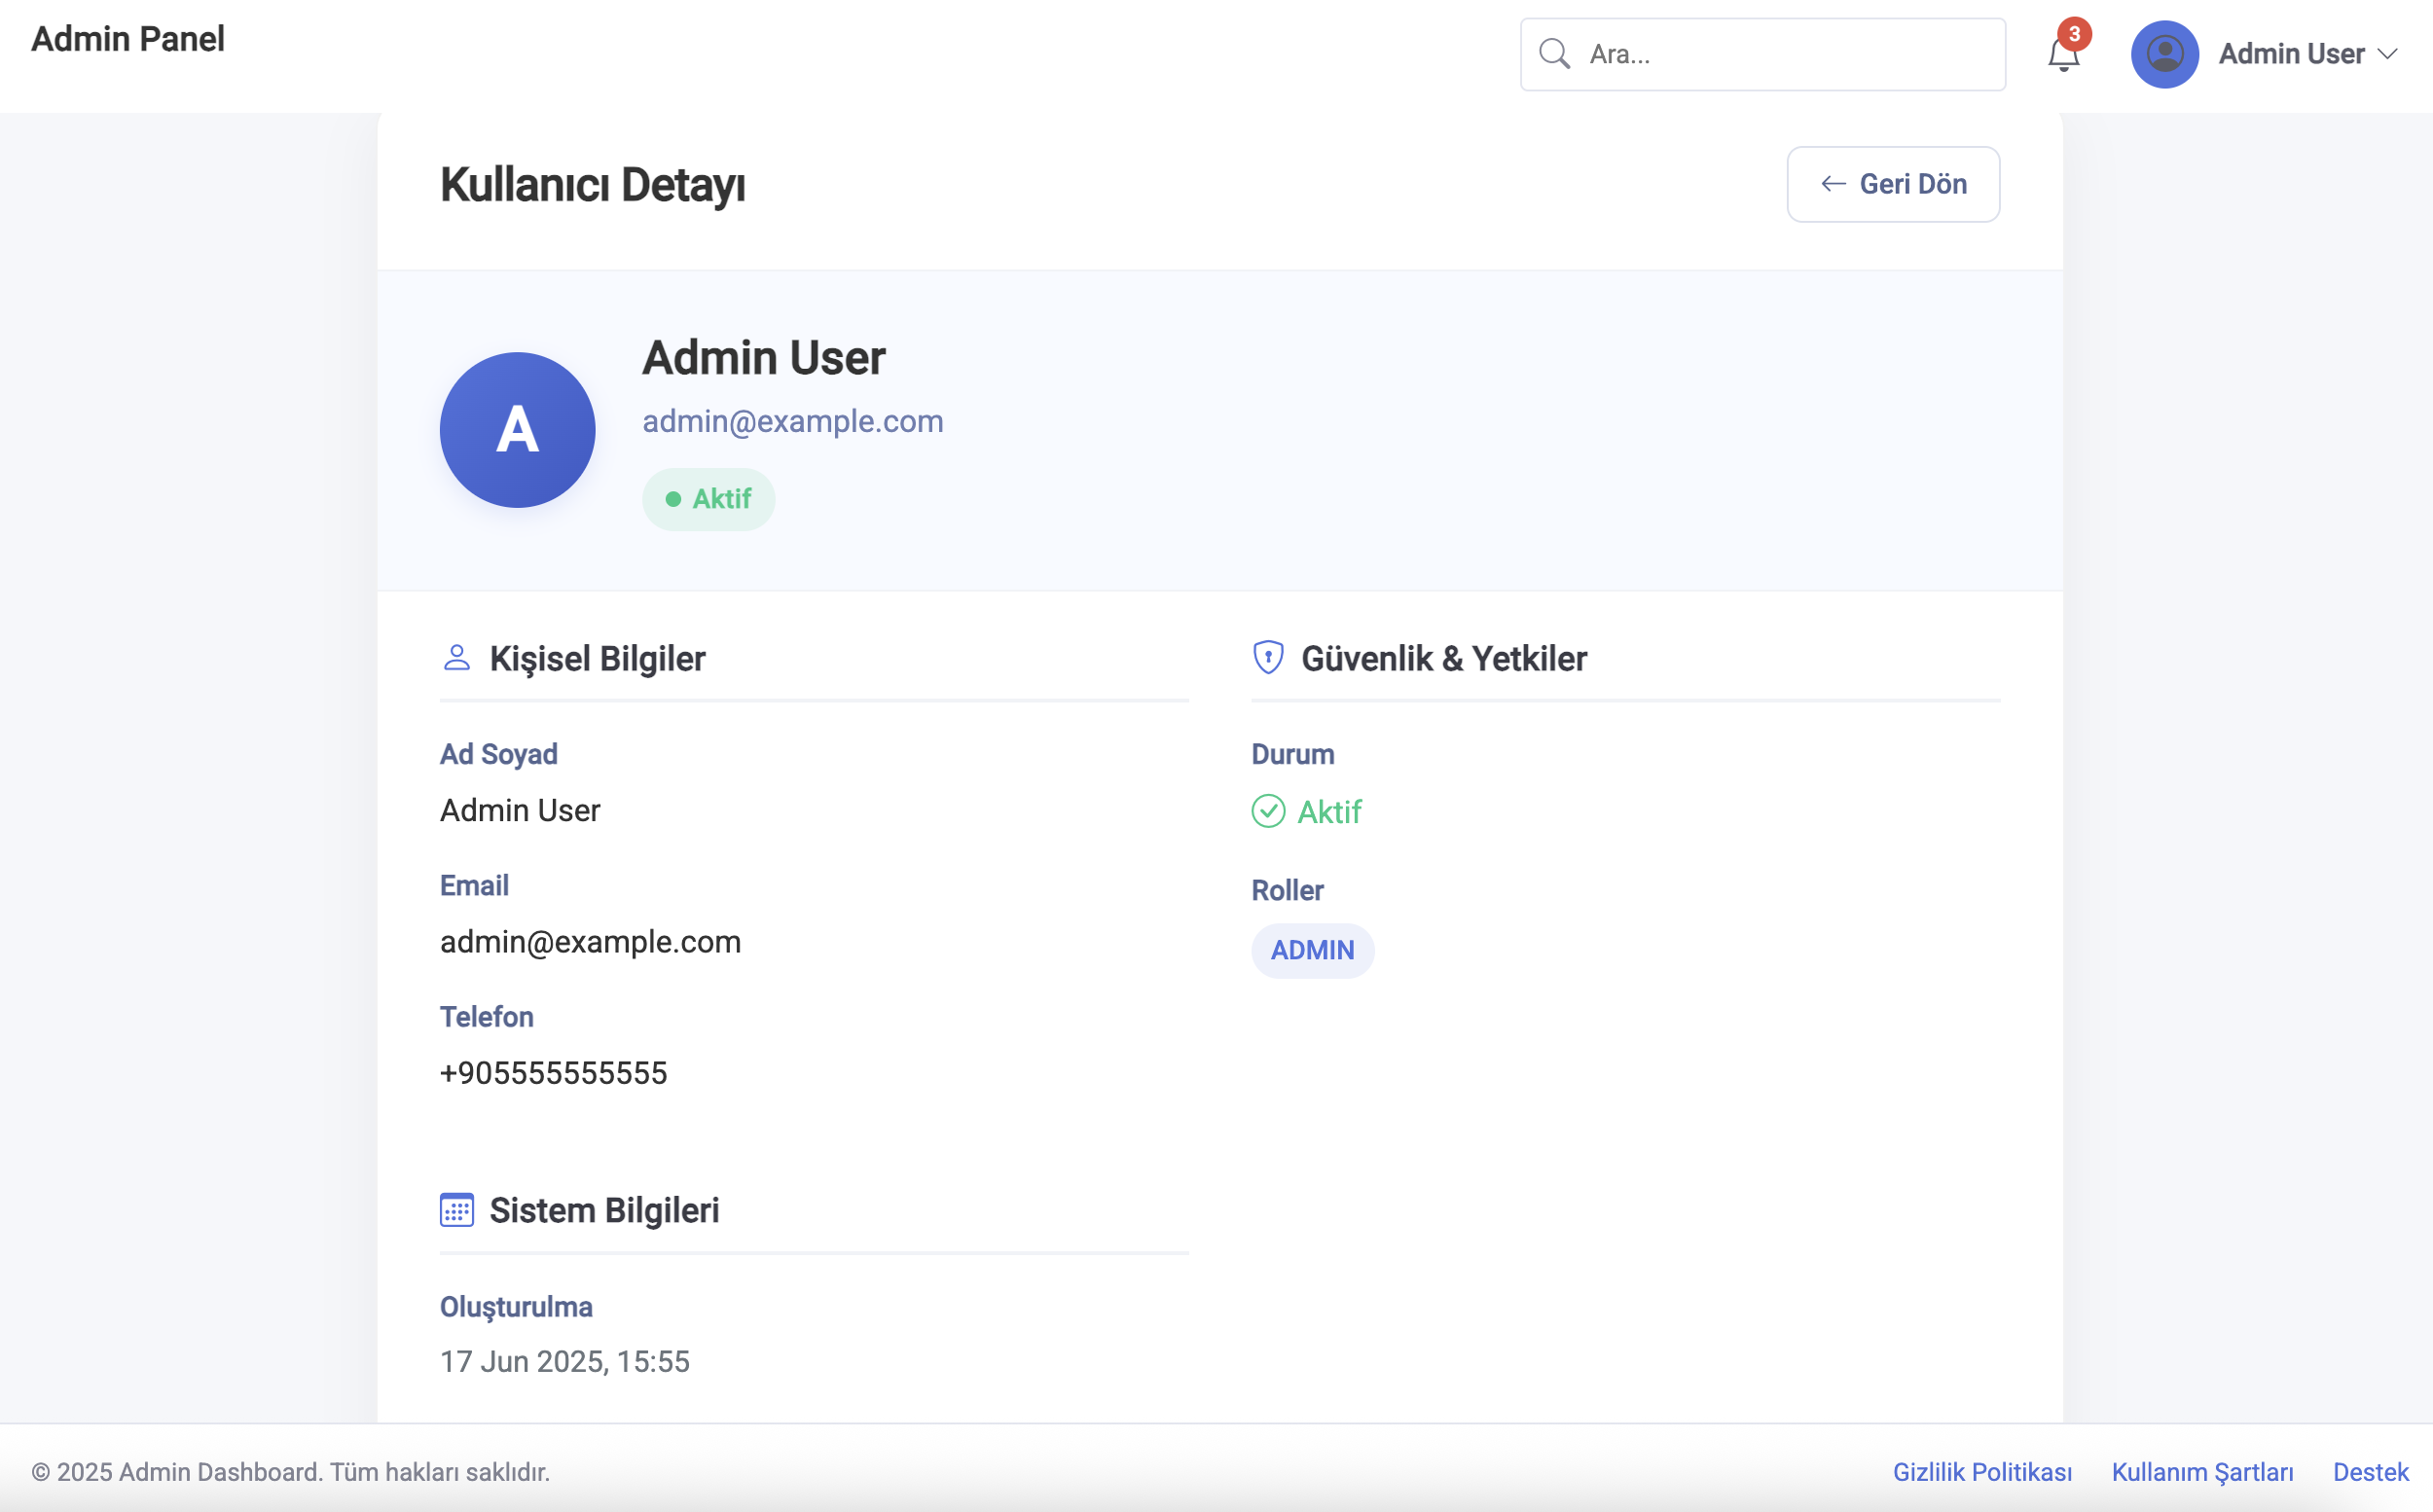 Admin Panel
Ara...
3
Admin User
Kullanıcı Detayı
← Geri Dön
A
Admin User
admin@example.com
Aktif
Kişisel Bilgiler
Ad Soyad
Admin User
Email
admin@example.com
Telefon
+905555555555
Güvenlik & Yetkiler
Durum
Aktif
Roller
ADMIN
Sistem Bilgileri
Oluşturulma
17 Jun 2025, 15:55
© 2025 Admin Dashboard. Tüm hakları saklıdır.
Gizlilik Politikası
Kullanım Şartları
Destek